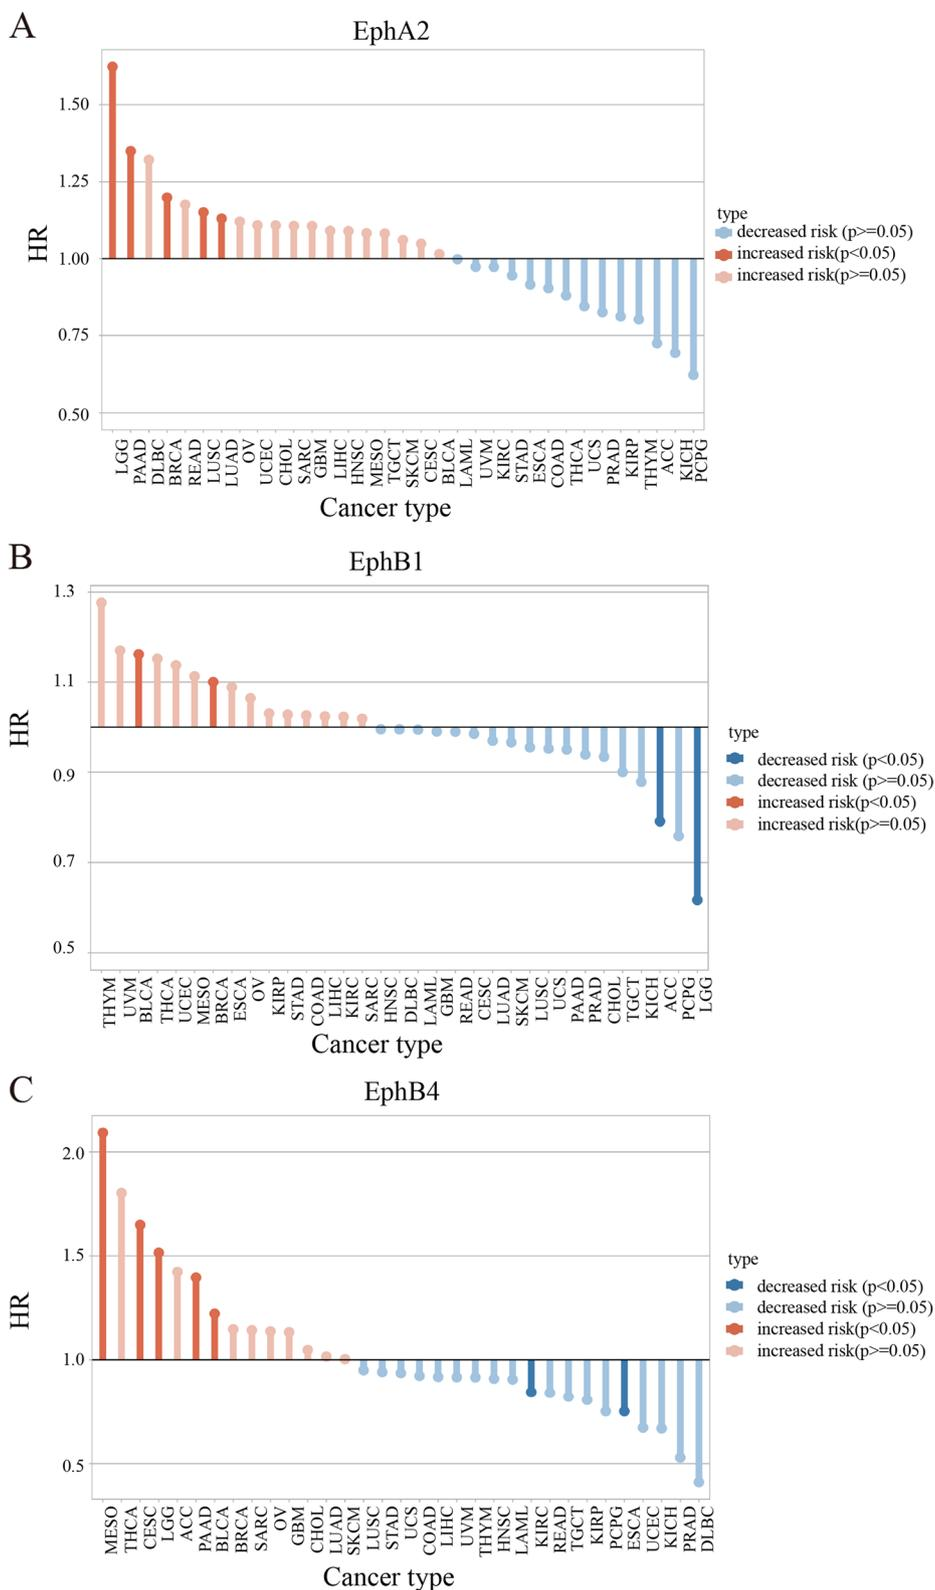 A
EphA2
1.50
1.25
1.00
0.75
0.50
HR
LGG
PAAD
DLBC
BRCA
READ
LUSC
LUAD
OV
UCEC
CHOL
SARC
GBM
LIHC
HNSC
MESO
TGCT
SKCM
CESC
BLCA
LAML
UVM
KIRC
STAD
ESCA
COAD
THCA
UCS
PRAD
KIRP
THYM
ACC
KICH
PCPG
Cancer type
type
decreased risk (p>=0.05)
increased risk(p<0.05)
increased risk(p>=0.05)
B
EphB1
1.3
1.1
0.9
0.7
0.5
HR
THYM
UVM
BLCA
THCA
UCEC
MESO
BRCA
ESCA
OV
KIRP
STAD
COAD
LIHC
KIRC
SARC
HNSC
DLBC
LAML
GBM
READ
CESC
LUAD
SKCM
LUSC
UCS
PAAD
PRAD
CHOL
TGCT
KICH
ACC
PCPG
LGG
Cancer type
type
decreased risk (p<0.05)
decreased risk (p>=0.05)
increased risk(p<0.05)
increased risk(p>=0.05)
C
EphB4
2.0
1.5
1.0
0.5
HR
MESO
THCA
CESC
LGG
ACC
PAAD
BLCA
BRCA
SARC
OV
GBM
CHOL
LUAD
SKCM
LUSC
STAD
UCS
COAD
LIHC
UVM
THYM
HNSC
LAML
KIRC
READ
TGCT
KIRP
PCPG
ESCA
UCEC
KICH
PRAD
DLBC
Cancer type
type
decreased risk (p<0.05)
decreased risk (p>=0.05)
increased risk(p<0.05)
increased risk(p>=0.05)